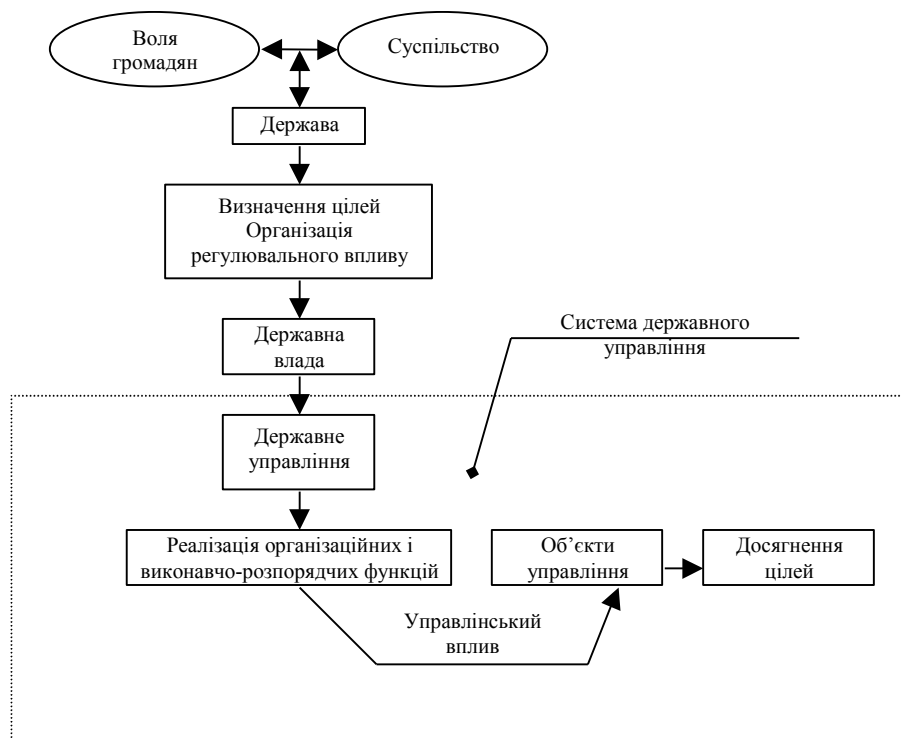 Воля
громадян
Суспільство
Держава
Визначення цілей
Організація
регулювального впливу
Державна
влада
Система державного
управління
Державне
управління
Реалізація організаційних і
виконавчо-розпорядчих функцій
Об’єкти
управління
Досягнення
цілей
Управлінський
вплив